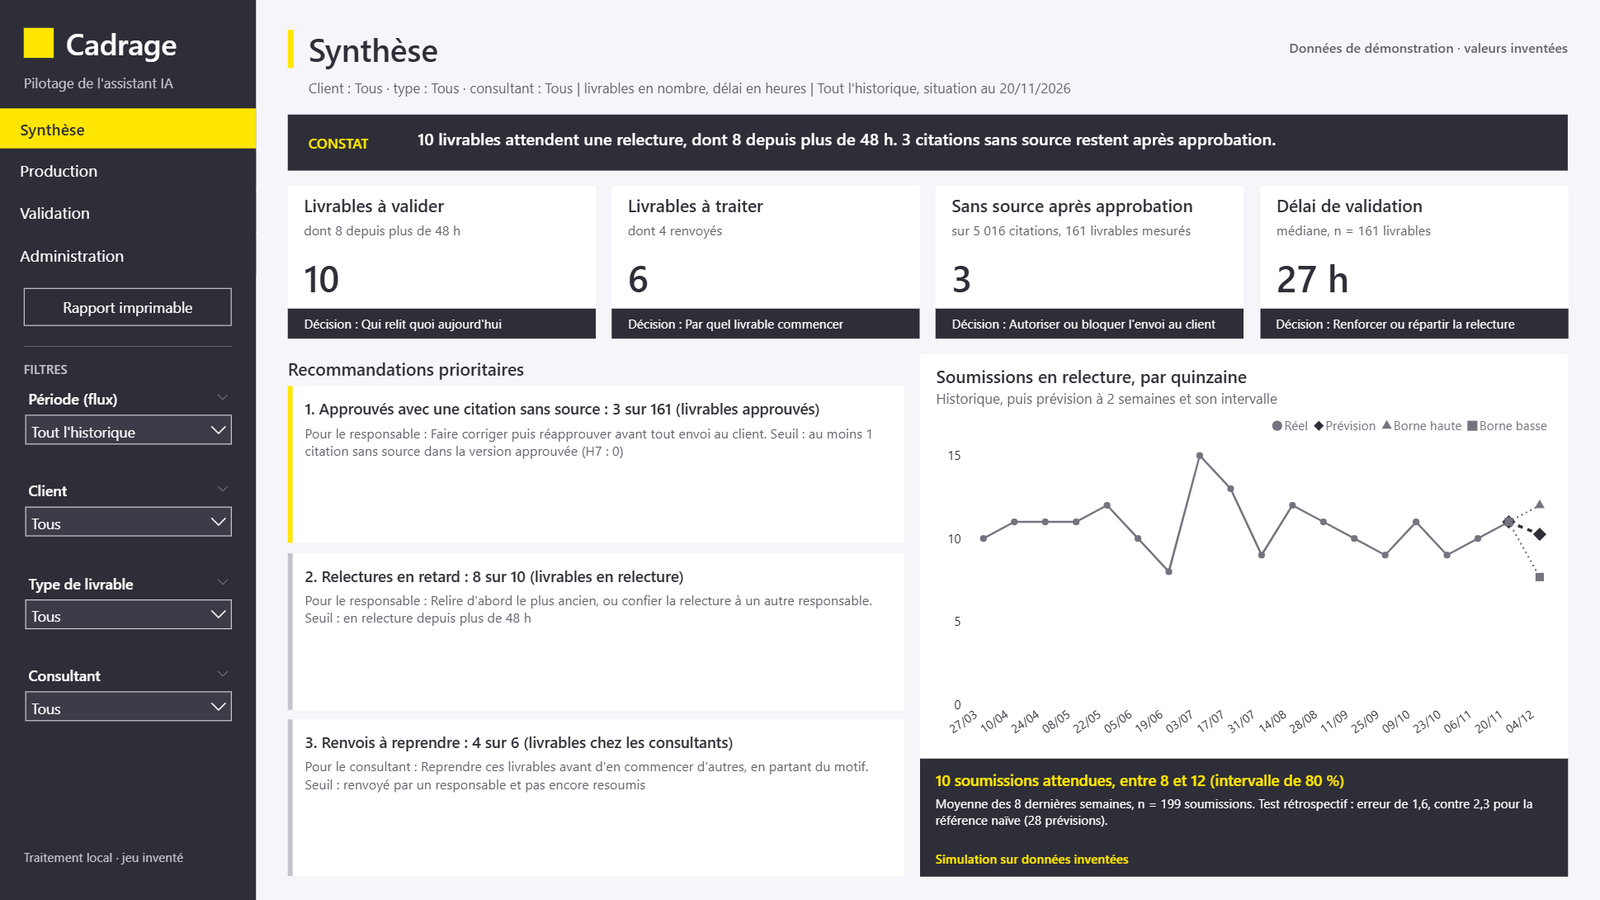 Cadrage
Pilotage de l'assistant IA
Synthèse
Production
Validation
Administration
Rapport imprimable
FILTRES
Période (flux)
Tout l'historique
Client
Tous
Type de livrable
Tous
Consultant
Tous
Traitement local · jeu inventé
Synthèse
Données de démonstration · valeurs inventées
Client : Tous · type : Tous · consultant : Tous | livrables en nombre, délai en heures | Tout l'historique, situation au 20/11/2026
CONSTAT
10 livrables attendent une relecture, dont 8 depuis plus de 48 h. 3 citations sans source restent après approbation.
Livrables à valider
dont 8 depuis plus de 48 h
10
Décision : Qui relit quoi aujourd'hui
Livrables à traiter
dont 4 renvoyés
6
Décision : Par quel livrable commencer
Sans source après approbation
sur 5 016 citations, 161 livrables mesurés
3
Décision : Autoriser ou bloquer l'envoi au client
Délai de validation
médiane, n = 161 livrables
27 h
Décision : Renforcer ou répartir la relecture
Recommandations prioritaires
1. Approuvés avec une citation sans source : 3 sur 161 (livrables approuvés)
Pour le responsable : Faire corriger puis réapprouver avant tout envoi au client. Seuil : au moins 1
citation sans source dans la version approuvée (H7 : 0)
2. Relectures en retard : 8 sur 10 (livrables en relecture)
Pour le responsable : Relire d'abord le plus ancien, ou confier la relecture à un autre responsable.
Seuil : en relecture depuis plus de 48 h
3. Renvois à reprendre : 4 sur 6 (livrables chez les consultants)
Pour le consultant : Reprendre ces livrables avant d'en commencer d'autres, en partant du motif.
Seuil : renvoyé par un responsable et pas encore resoumis
Soumissions en relecture, par quinzaine
Historique, puis prévision à 2 semaines et son intervalle
Réel Prévision Borne haute Borne basse
15
10
5
0
27/03 10/04 24/04 08/05 22/05 05/06 19/06 03/07 17/07 31/07 14/08 28/08 11/09 25/09 09/10 23/10 06/11 20/11 04/12
10 soumissions attendues, entre 8 et 12 (intervalle de 80 %)
Moyenne des 8 dernières semaines, n = 199 soumissions. Test rétrospectif : erreur de 1,6, contre 2,3 pour la
référence naïve (28 prévisions).
Simulation sur données inventées